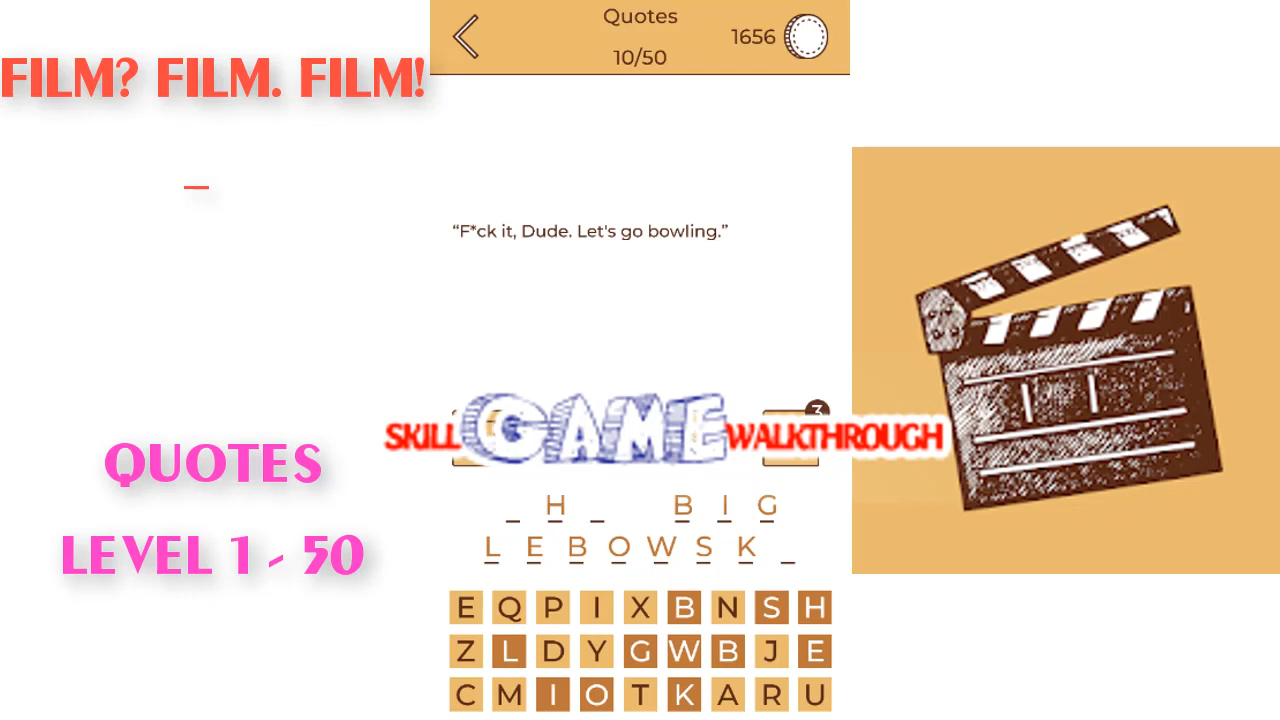 FILM? FILM. FILM!
–
QUOTES
LEVEL 1 - 50
Quotes
10/50
1656
“F*ck it, Dude. Let's go bowling.”
3
SKILL GAME WALKTHROUGH
_ H _ B I G
L E B O W S K _
E Q P I X B N S H
Z L D Y G W B J E
C M I O T K A R U